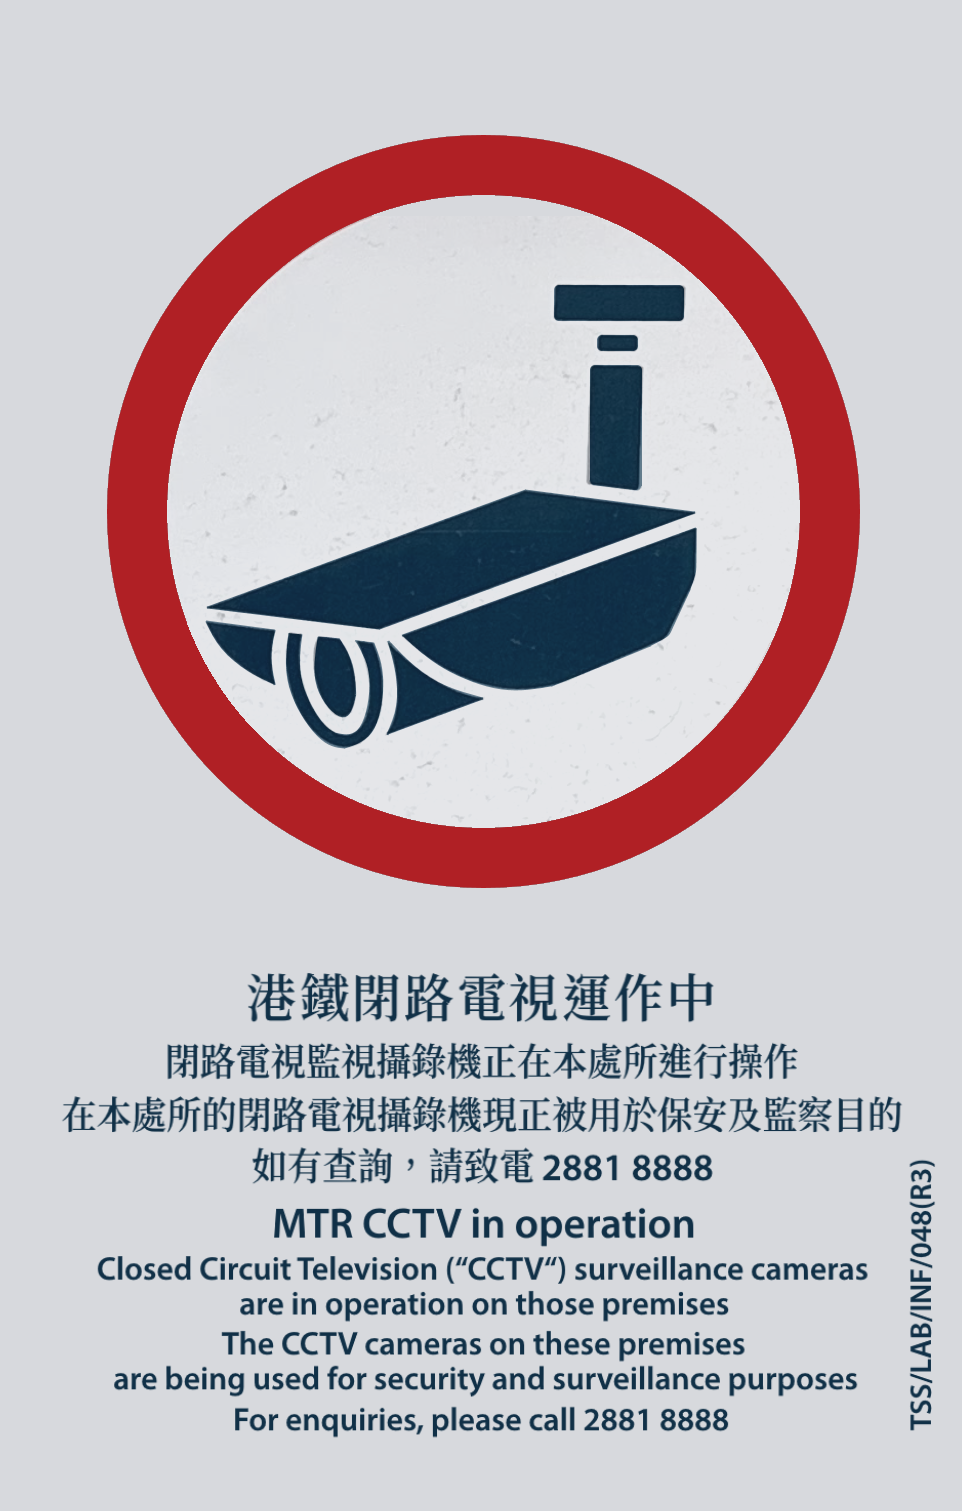 港鐵閉路電視運作中
閉路電視監視攝錄機正在本處所進行操作
在本處所的閉路電視攝錄機現正被用於保安及監察目的
如有查詢，請致電 2881 8888
MTR CCTV in operation
Closed Circuit Television (“CCTV“) surveillance cameras
are in operation on those premises
The CCTV cameras on these premises
are being used for security and surveillance purposes
For enquiries, please call 2881 8888
TSS/LAB/INF/048(R3)